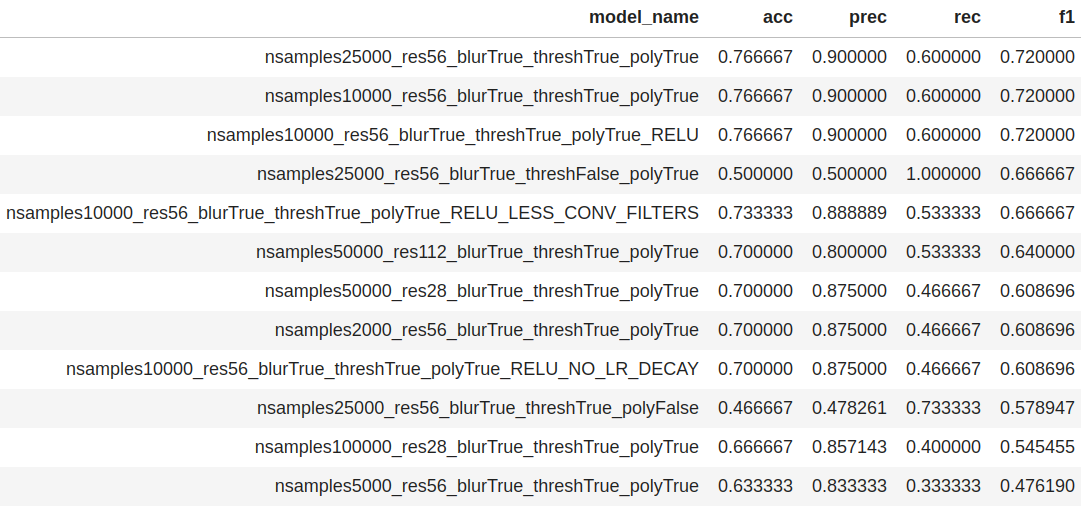 model_name acc prec rec f1
nsamples25000_res56_blurTrue_threshTrue_polyTrue 0.766667 0.900000 0.600000 0.720000
nsamples10000_res56_blurTrue_threshTrue_polyTrue 0.766667 0.900000 0.600000 0.720000
nsamples10000_res56_blurTrue_threshTrue_polyTrue_RELU 0.766667 0.900000 0.600000 0.720000
nsamples25000_res56_blurTrue_threshFalse_polyTrue 0.500000 0.500000 1.000000 0.666667
nsamples10000_res56_blurTrue_threshTrue_polyTrue_RELU_LESS_CONV_FILTERS 0.733333 0.888889 0.533333 0.666667
nsamples50000_res112_blurTrue_threshTrue_polyTrue 0.700000 0.800000 0.533333 0.640000
nsamples50000_res28_blurTrue_threshTrue_polyTrue 0.700000 0.875000 0.466667 0.608696
nsamples2000_res56_blurTrue_threshTrue_polyTrue 0.700000 0.875000 0.466667 0.608696
nsamples10000_res56_blurTrue_threshTrue_polyTrue_RELU_NO_LR_DECAY 0.700000 0.875000 0.466667 0.608696
nsamples25000_res56_blurTrue_threshTrue_polyFalse 0.466667 0.478261 0.733333 0.578947
nsamples100000_res28_blurTrue_threshTrue_polyTrue 0.666667 0.857143 0.400000 0.545455
nsamples5000_res56_blurTrue_threshTrue_polyTrue 0.633333 0.833333 0.333333 0.476190